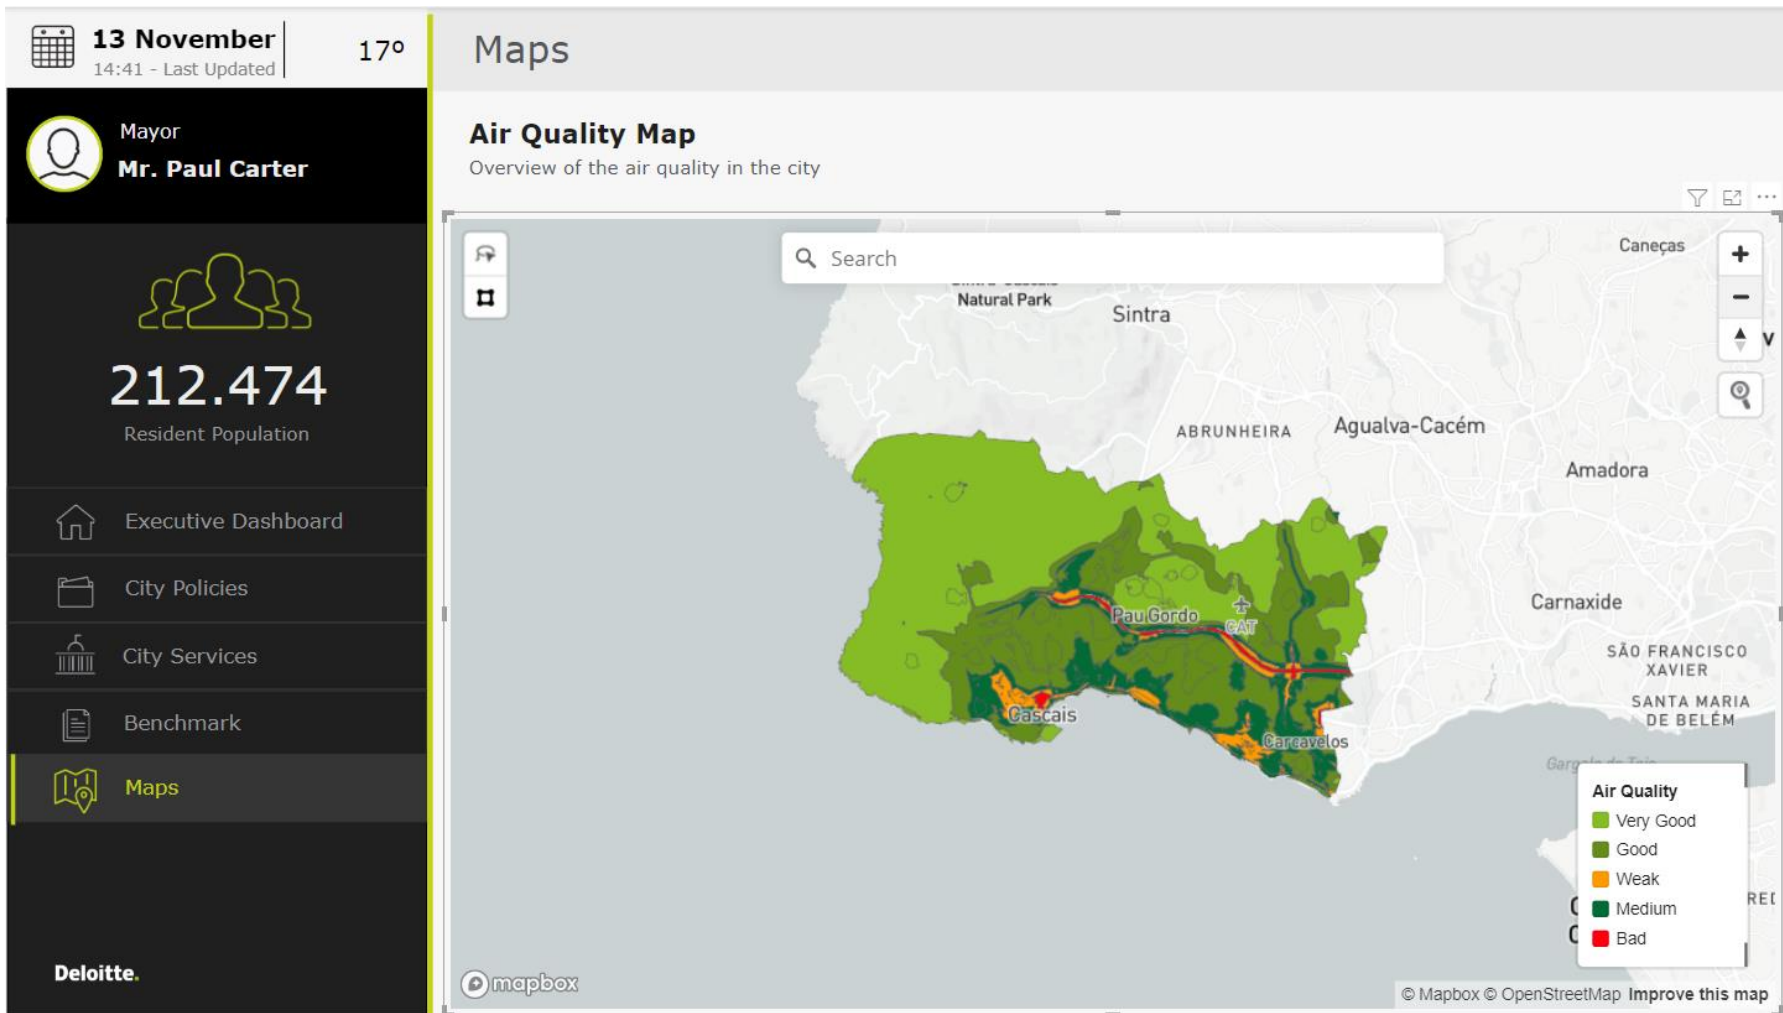 13 November
14:41 - Last Updated
17º
Mayor
Mr. Paul Carter
212.474
Resident Population
Executive Dashboard
City Policies
City Services
Benchmark
Maps
Deloitte.
Maps
Air Quality Map
Overview of the air quality in the city
Search
Natural Park
Sintra
Caneças
ABRUNHEIRA
Agualva-Cacém
Amadora
Pau Gordo
CAT
Carnaxide
SÃO FRANCISCO
XAVIER
SANTA MARIA
DE BELÉM
Cascais
Carcavelos
Air Quality
Very Good
Good
Weak
Medium
Bad
mapbox
© Mapbox © OpenStreetMap Improve this map